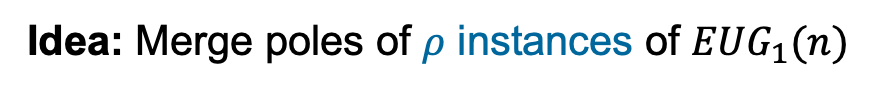 Idea: Merge poles of ρ instances of EUG₁(n)